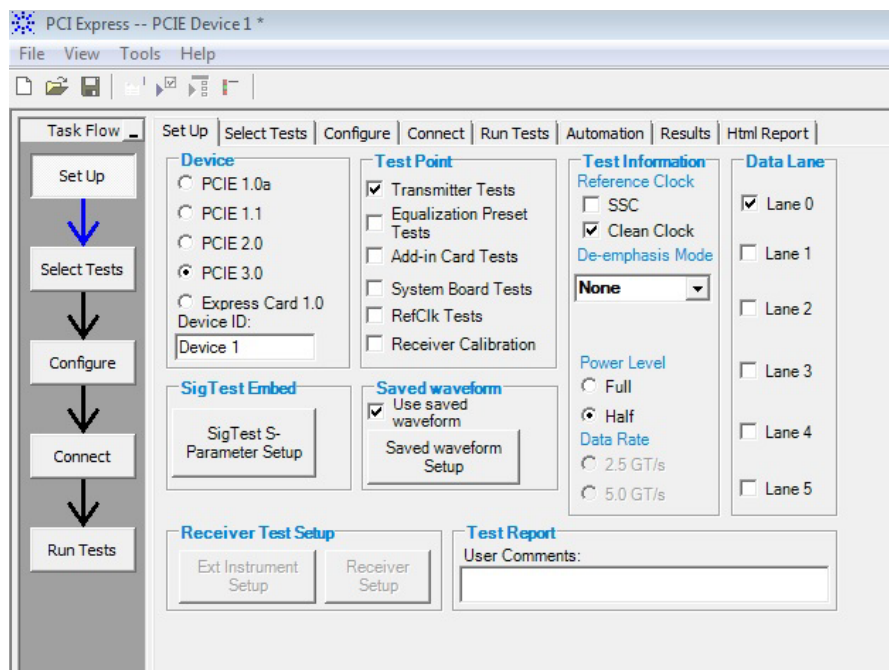 PCI Express -- PCIE Device 1 *
File View Tools Help
Task Flow
Set Up
Select Tests
Configure
Connect
Run Tests
Set Up
Select Tests
Configure
Connect
Run Tests
Automation
Results
Html Report
Device
PCIE 1.0a
PCIE 1.1
PCIE 2.0
PCIE 3.0
Express Card 1.0
Device ID:
Device 1
Test Point
Transmitter Tests
Equalization Preset
Tests
Add-in Card Tests
System Board Tests
RefClk Tests
Receiver Calibration
Test Information
Reference Clock
SSC
Clean Clock
De-emphasis Mode
None
Power Level
Full
Half
Data Rate
2.5 GT/s
5.0 GT/s
Data Lane
Lane 0
Lane 1
Lane 2
Lane 3
Lane 4
Lane 5
SigTest Embed
SigTest S-
Parameter Setup
Saved waveform
Use saved
waveform
Saved waveform
Setup
Receiver Test Setup
Ext Instrument
Setup
Receiver
Setup
Test Report
User Comments: